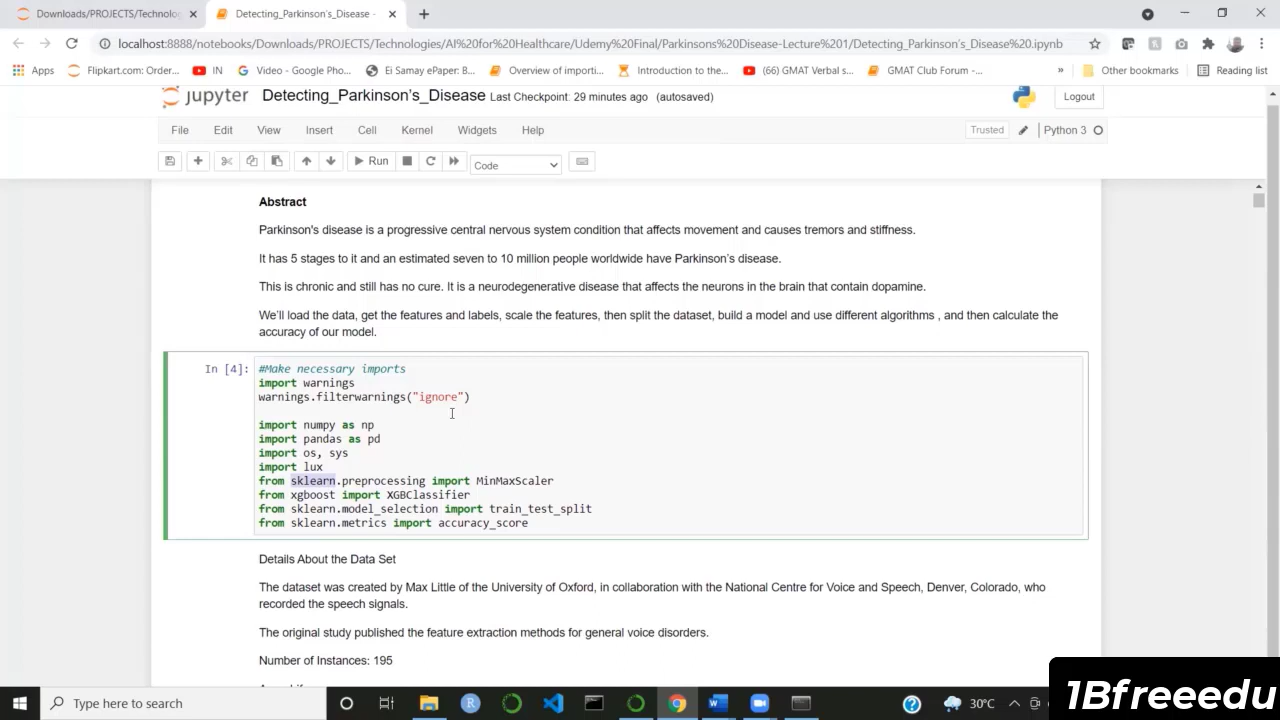 Downloads/PROJECTS/Technolog
Detecting_Parkinson's_Disease -
localhost:8888/notebooks/Downloads/PROJECTS/Technologies/AI%20for%20Healthcare/Udemy%20Final/Parkinsons%20Disease-Lecture%201/Detecting_Parkinson's_Disease%20.ipynb
Apps
Flipkart.com: Order...
IN
Video - Google Pho...
Ei Samay ePaper: B...
Overview of importi...
Introduction to the...
(66) GMAT Verbal s...
GMAT Club Forum -...
»
Other bookmarks
Reading list
jupyter Detecting_Parkinson’s_Disease Last Checkpoint: 29 minutes ago (autosaved)
Logout
File Edit View Insert Cell Kernel Widgets Help
Trusted
Python 3
Run
Code
Abstract
Parkinson's disease is a progressive central nervous system condition that affects movement and causes tremors and stiffness.
It has 5 stages to it and an estimated seven to 10 million people worldwide have Parkinson’s disease.
This is chronic and still has no cure. It is a neurodegenerative disease that affects the neurons in the brain that contain dopamine.
We’ll load the data, get the features and labels, scale the features, then split the dataset, build a model and use different algorithms , and then calculate the
accuracy of our model.
In [4]: #Make necessary imports
import warnings
warnings.filterwarnings("ignore")
import numpy as np
import pandas as pd
import os, sys
import lux
from sklearn.preprocessing import MinMaxScaler
from xgboost import XGBClassifier
from sklearn.model_selection import train_test_split
from sklearn.metrics import accuracy_score
Details About the Data Set
The dataset was created by Max Little of the University of Oxford, in collaboration with the National Centre for Voice and Speech, Denver, Colorado, who
recorded the speech signals.
The original study published the feature extraction methods for general voice disorders.
Number of Instances: 195
Type here to search
30°C
1Bfreeedu